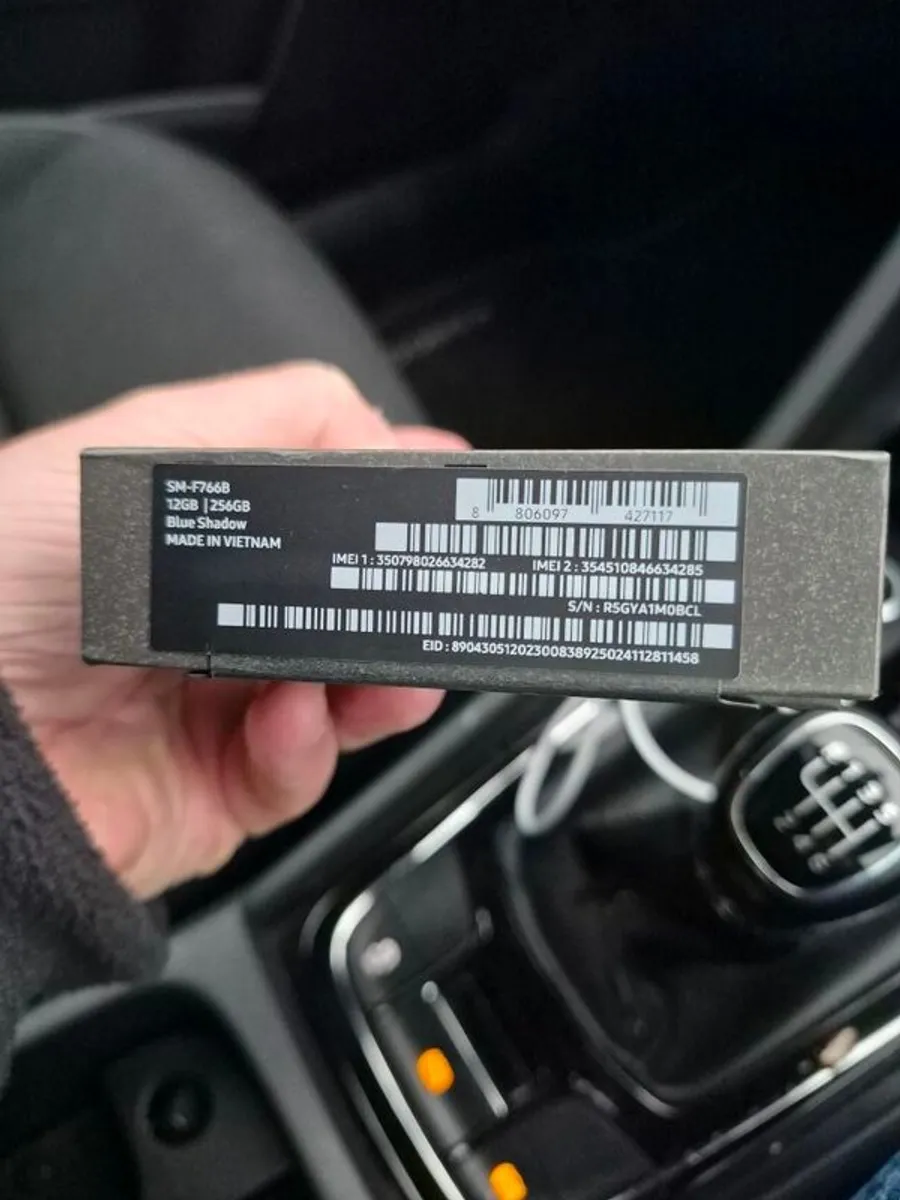 SM-F766B
12GB | 256GB
Blue Shadow
MADE IN VIETNAM
8 806097 427117
IMEI 1 : 350798026634282 IMEI 2 : 354510846634285
S/N : R5GYA1M0BCL
EID : 89043051202300838925024112811458